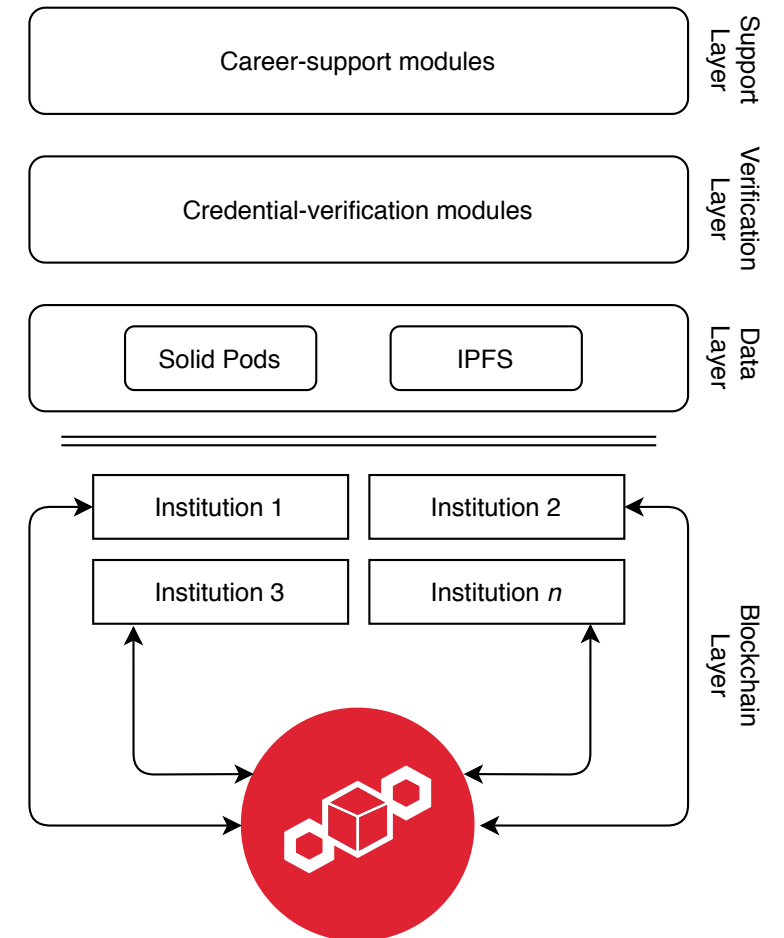 Career-support modules
Support
Layer
Credential-verification modules
Verification
Layer
Solid Pods
IPFS
Data
Layer
Institution 1
Institution 2
Institution 3
Institution n
Blockchain
Layer